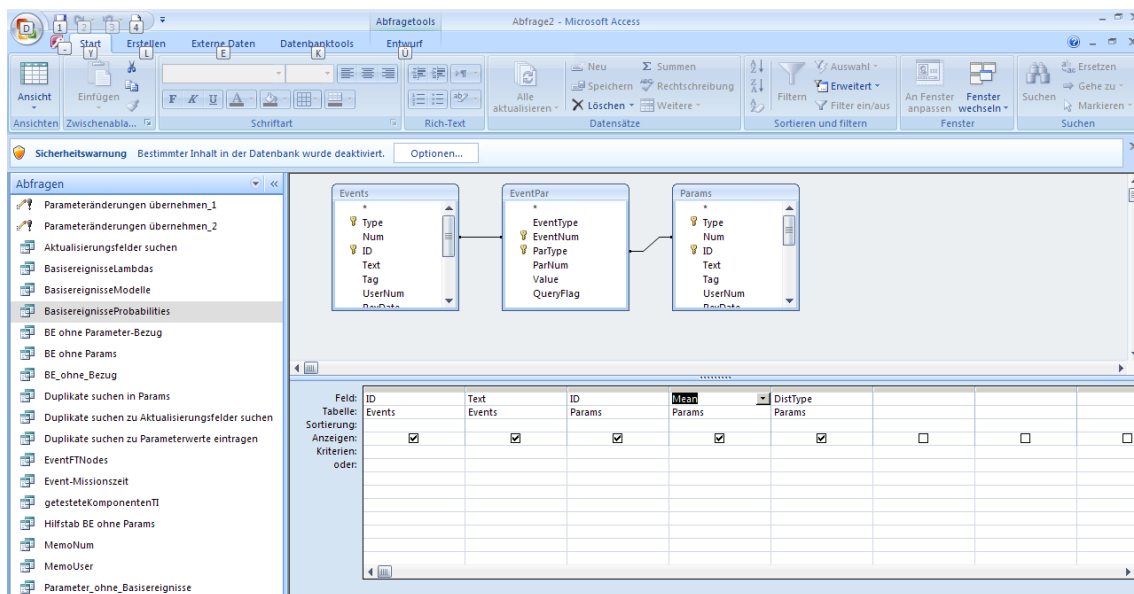 Abfragetools Abfrage2 - Microsoft Access
1 2 3 4
Start Erstellen Externe Daten Datenbanktools Entwurf
Y L E K Ü
Ansicht
Einfügen
F K U
Alle aktualisieren
Neu
Speichern
Löschen
Summen
Rechtschreibung
Weitere
Filtern
Auswahl
Erweitert
Filter ein/aus
An Fenster anpassen
Fenster wechseln
Suchen
Ersetzen
Gehe zu
Markieren
Ansichten Zwischenabla... Schriftart Rich-Text Datensätze Sortieren und filtern Fenster Suchen
Sicherheitswarnung Bestimmter Inhalt in der Datenbank wurde deaktiviert. Optionen...
Abfragen
Parameteränderungen übernehmen_1
Parameteränderungen übernehmen_2
Aktualisierungsfelder suchen
BasisereignisseLambdas
BasisereignisseModelle
BasisereignisseProbabilities
BE ohne Parameter-Bezug
BE ohne Params
BE_ohne_Bezug
Duplikate suchen in Params
Duplikate suchen zu Aktualisierungsfelder suchen
Duplikate suchen zu Parameterwerte eintragen
EventFTNodes
Event-Missionszeit
getesteteKomponentenTI
Hilfstab BE ohne Params
MemoNum
MemoUser
Parameter_ohne_Basisereignisse
Events
*
Type
Num
ID
Text
Tag
UserNum
RevDate
EventPar
*
EventType
EventNum
ParType
ParNum
Value
QueryFlag
Params
*
Type
Num
ID
Text
Tag
UserNum
RevDate
Feld: ID Text ID Mean DistType
Tabelle: Events Events Params Params Params
Sortierung:
Anzeigen:
Kriterien:
oder: